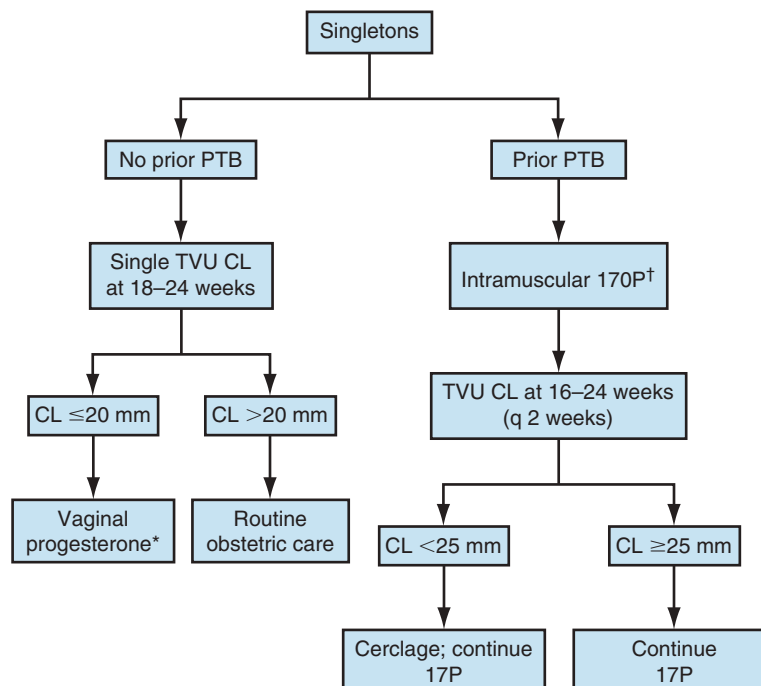 Singletons
No prior PTB
Prior PTB
Single TVU CL
at 18–24 weeks
Intramuscular 170P†
TVU CL at 16–24 weeks
(q 2 weeks)
CL ≤20 mm
CL >20 mm
Vaginal
progesterone*
Routine
obstetric care
CL <25 mm
CL ≥25 mm
Cerclage; continue
17P
Continue
17P